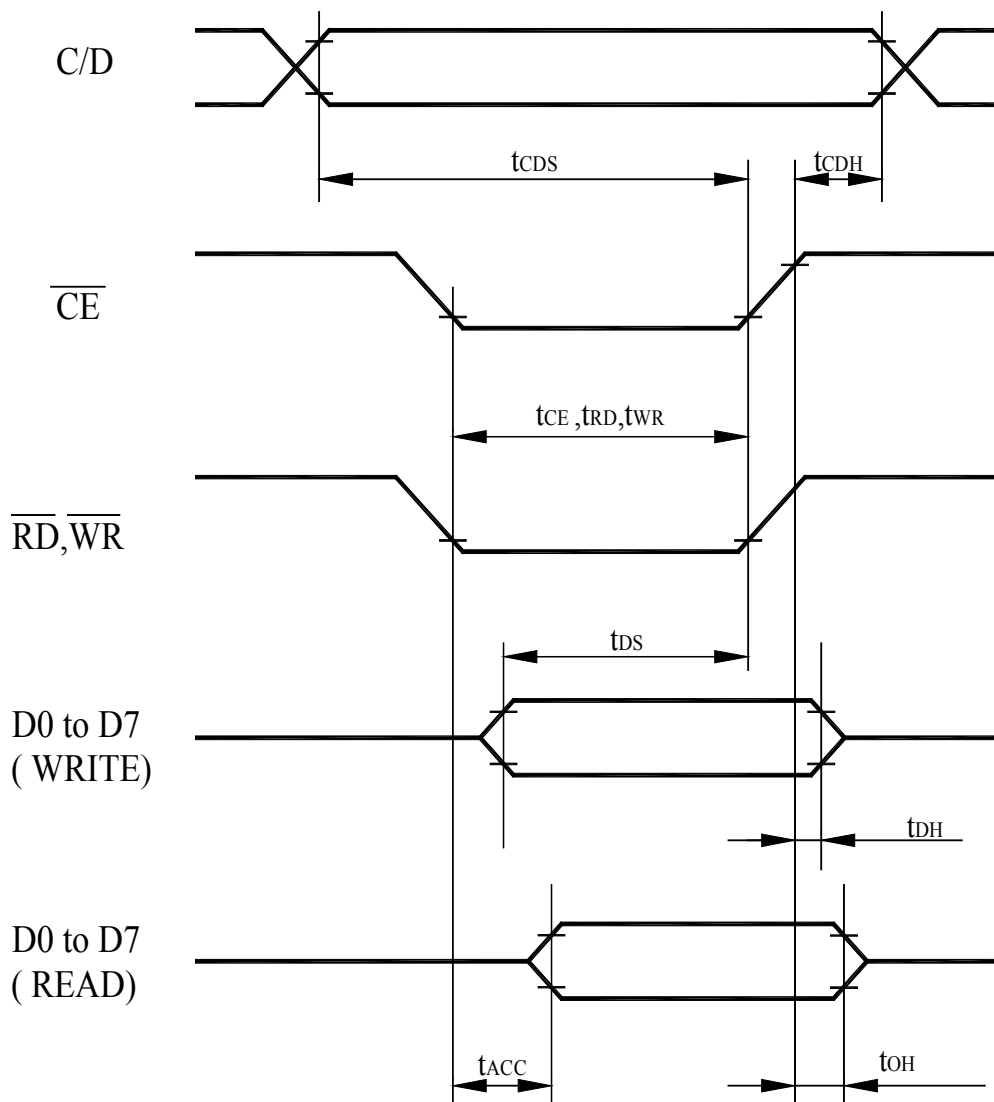 C/D
tCDS
tCDH
CE
tCE ,tRD,tWR
RD,WR
tDS
D0 to D7
( WRITE)
tDH
D0 to D7
( READ)
tACC
tOH